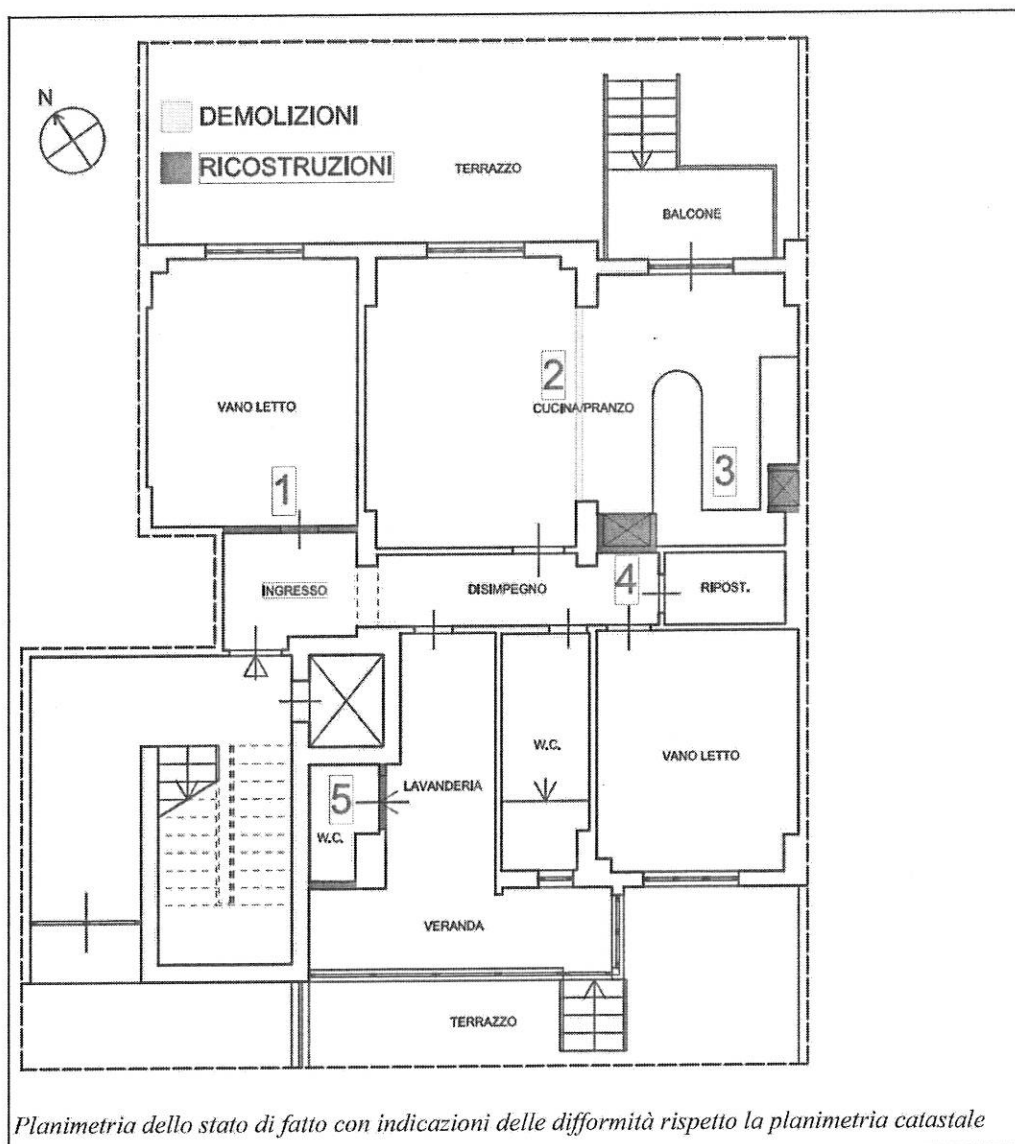 N
DEMOLIZIONI
RICOSTRUZIONI
TERRAZZO
BALCONE
2
VANO LETTO
CUCINA/PRANZO
3
1
INGRESSO
DISIMPEGNO
4
RIPOST.
W.C.
VANO LETTO
LAVANDERIA
5
W.C.
VERANDA
TERRAZZO
Planimetria dello stato di fatto con indicazioni delle difformità rispetto la planimetria catastale